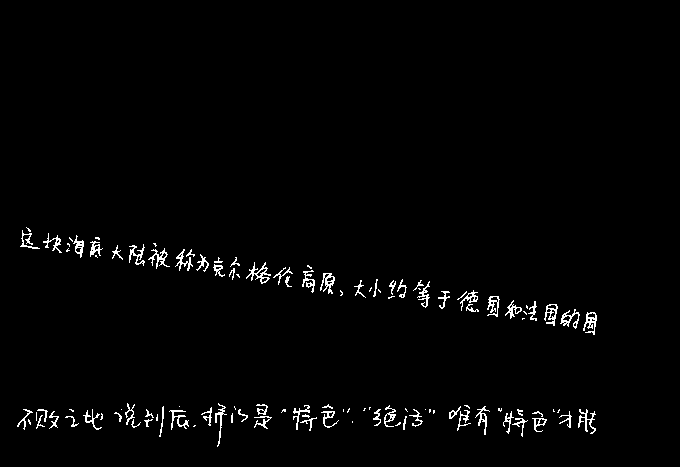 这块海底大陆被称为克尔格伦高原、大小约等于德国和法国的国
不败之地说到底,拼的是"特色"."绝活"唯有"特色"才能